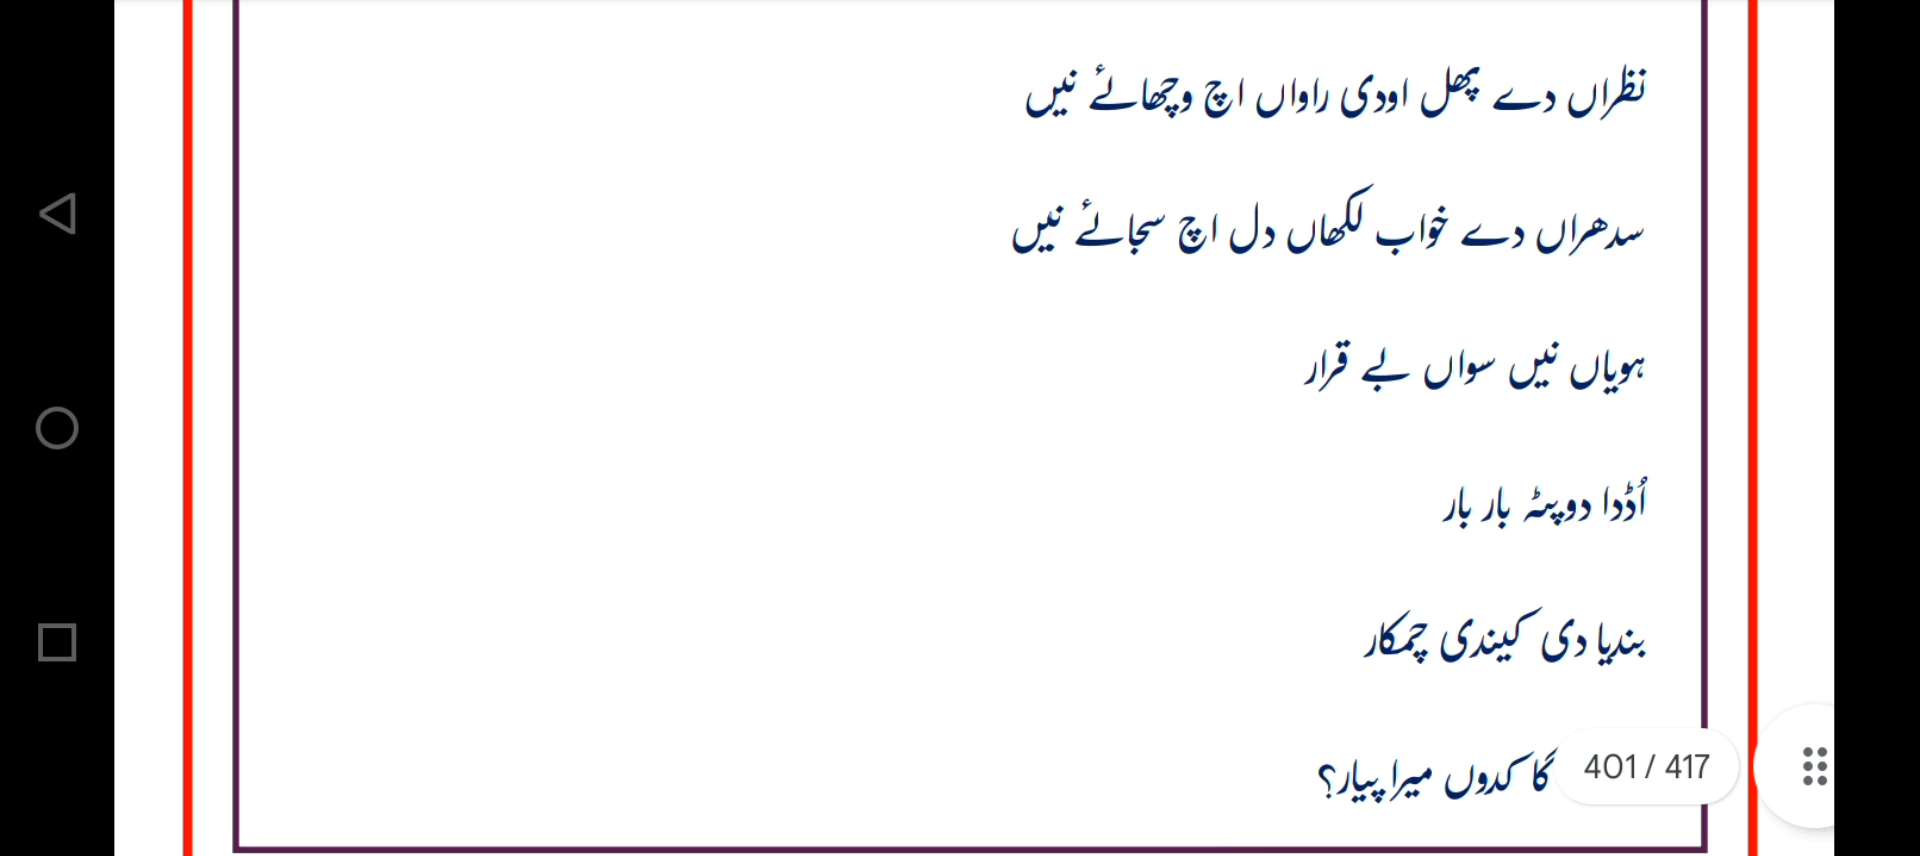 نظراں دے پھل اودی راواں اچ وچھائے نیں
سدھراں دے خواب لکھاں دل اچ سجائے نیں
ہویاں نیں سواں بے قرار
اُڈدا دوپٹہ بار بار
بندیا دی کیندی چمکار
گا کدوں میرا پیار؟
401 / 417